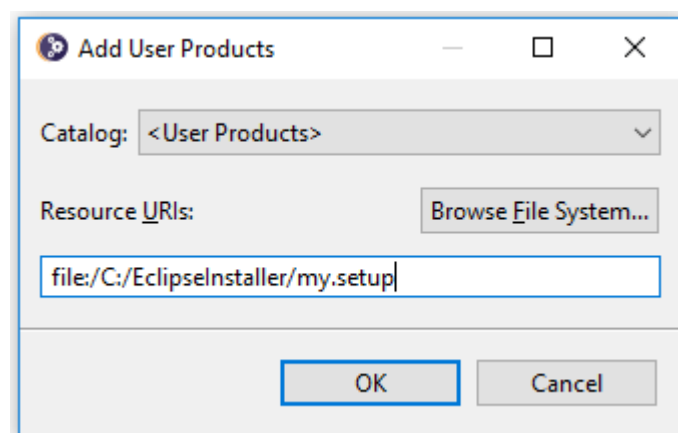 Add User Products
Catalog: <User Products>
Resource URIs: Browse File System...
file:/C:/EclipseInstaller/my.setup
OK Cancel